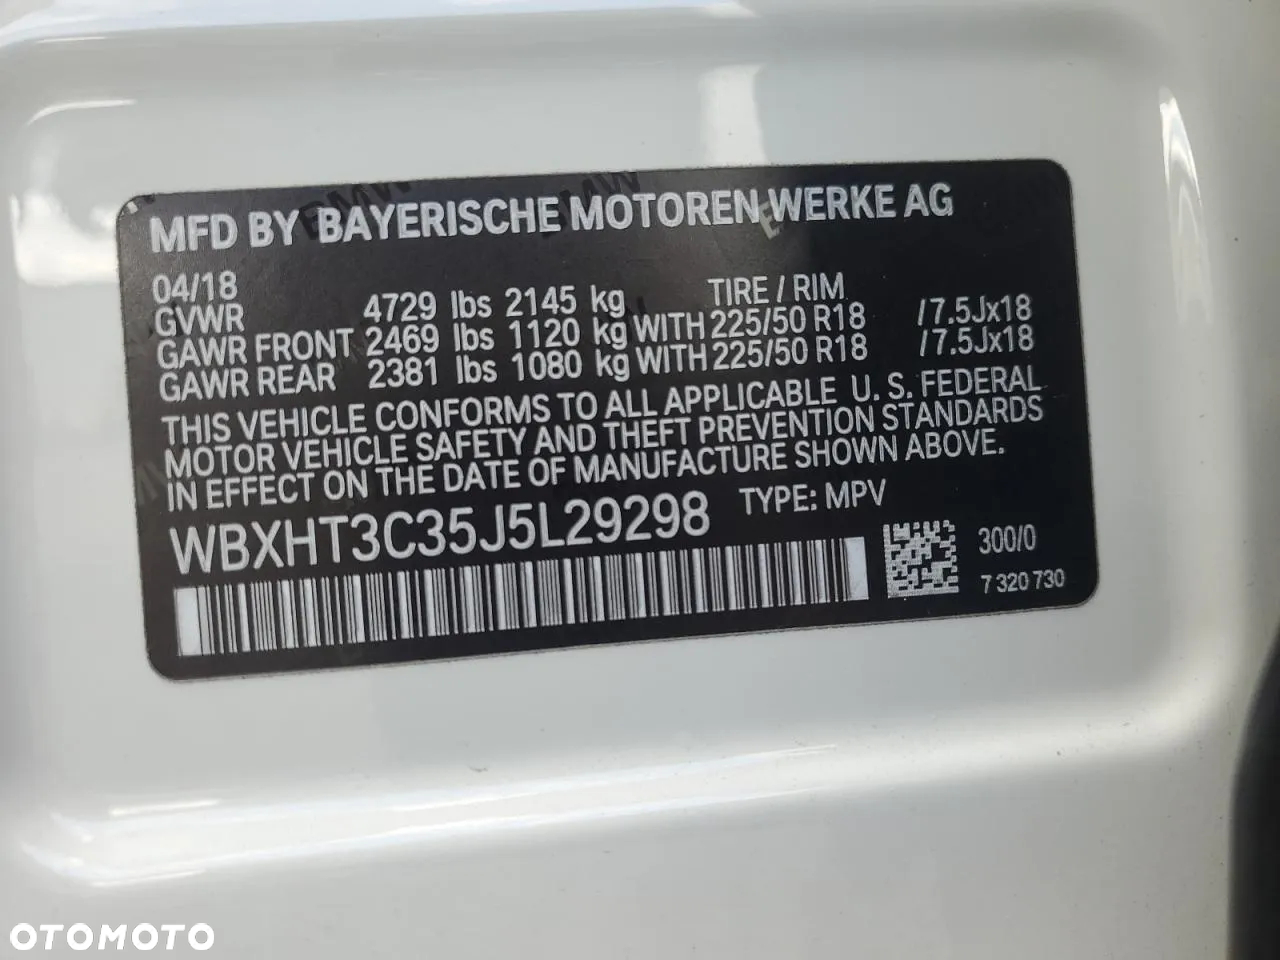 MFD BY BAYERISCHE MOTOREN WERKE AG
04/18 TIRE / RIM
GVWR 4729 lbs 2145 kg
GAWR FRONT 2469 lbs 1120 kg WITH 225/50 R18 /7.5Jx18
GAWR REAR 2381 lbs 1080 kg WITH 225/50 R18 /7.5Jx18
THIS VEHICLE CONFORMS TO ALL APPLICABLE U. S. FEDERAL
MOTOR VEHICLE SAFETY AND THEFT PREVENTION STANDARDS
IN EFFECT ON THE DATE OF MANUFACTURE SHOWN ABOVE.
WBXHT3C35J5L29298 TYPE: MPV
300/0
7 320 730
OTOMOTO